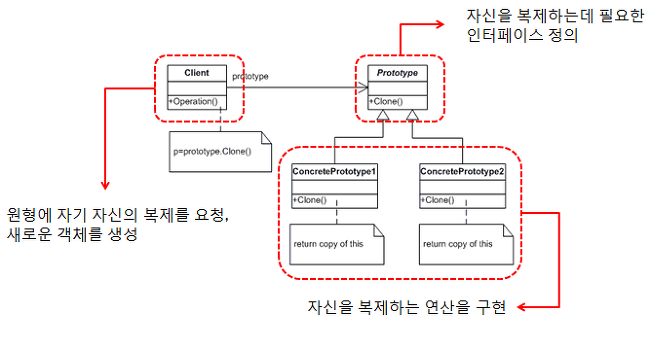 자신을 복제하는데 필요한
인터페이스 정의
Client
prototype
Prototype
+Operation()
+Clone()
p=prototype.Clone()
ConcretePrototype1
ConcretePrototype2
+Clone()
+Clone()
원형에 자기 자신의 복제를 요청,
새로운 객체를 생성
return copy of this
return copy of this
자신을 복제하는 연산을 구현